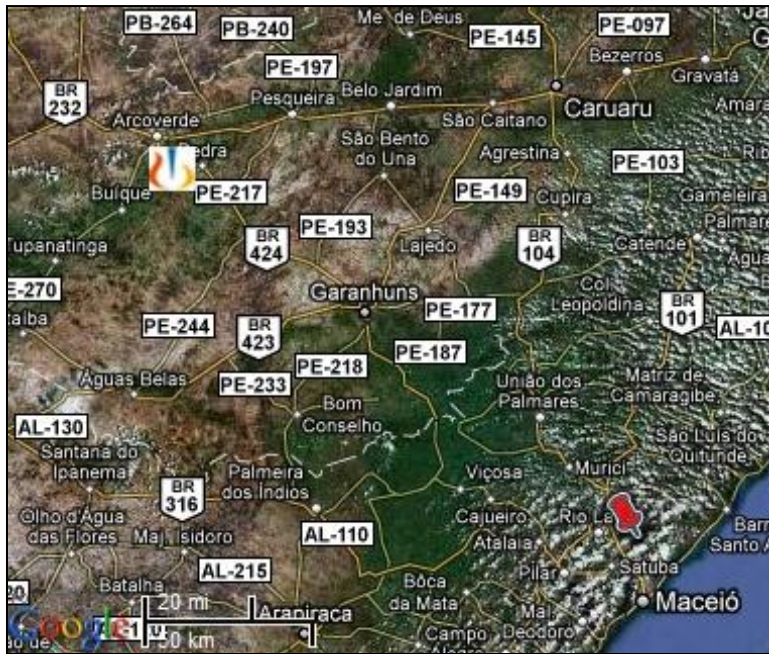 PB-264
PB-240
Me de Deus
PE-145
PE-097
Bezerros
PE-197
Gravatá
BR
232
Pesqueira
Belo Jardim
Caruaru
Arcoverde
São Caitano
São Bento
do Una
Agrestina
PE-103
Buíque
PE-217
PE-149
Cupira
Gameleira
PE-193
Tupanatinga
BR
424
Lajedo
BR
104
Catende
Garanhuns
PE-177
Col.
Leopoldina
BR
101
PE-244
BR
423
PE-187
PE-218
Águas Belas
PE-233
União dos
Palmares
Matriz de
Camaragibe
Bom
Conselho
AL-130
Santana do
Ipanema
São Luís do
Quitunde
Palmeira
dos Índios
Viçosa
Murici
BR
316
Olho d'Água
das Flores
Maj. Isidoro
AL-110
Cajueiro
Atalaia
AL-215
Pilar
Satuba
Batalha
Bôca
da Mata
Maceió
20 mi
Arapiraca
Mal.
Deodoro
Google
50 km
Campo